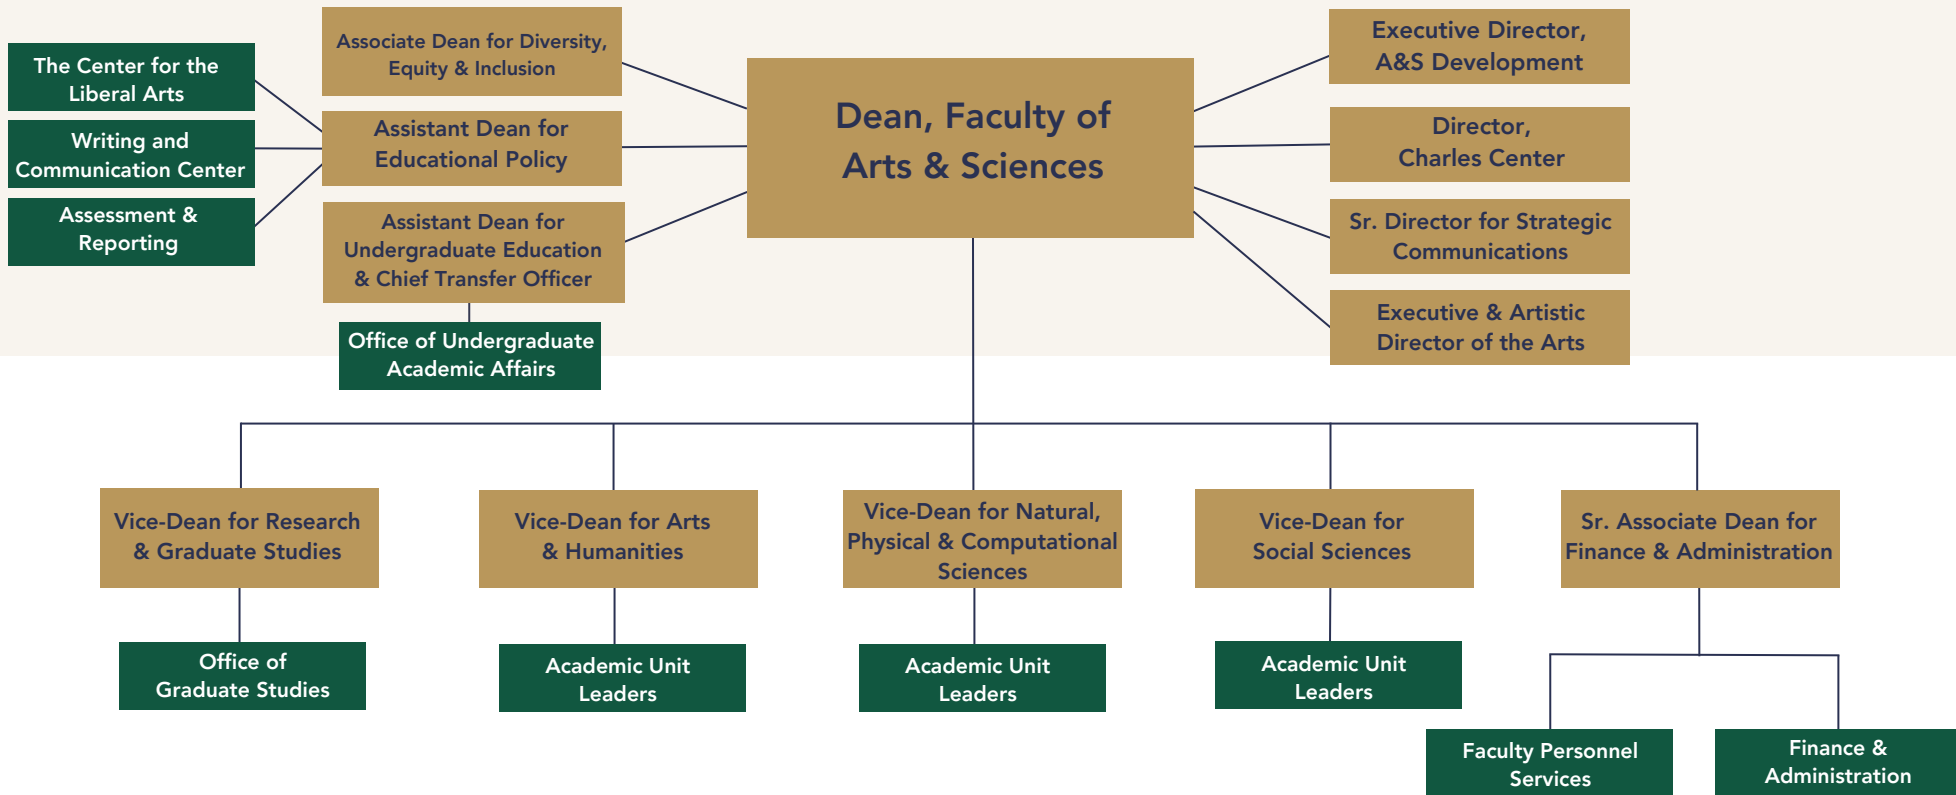 The Center for the
Liberal Arts
Writing and
Communication Center
Assessment &
Reporting
Associate Dean for Diversity,
Equity & Inclusion
Assistant Dean for
Educational Policy
Assistant Dean for
Undergraduate Education
& Chief Transfer Officer
Office of Undergraduate
Academic Affairs
Dean, Faculty of
Arts & Sciences
Executive Director,
A&S Development
Director,
Charles Center
Sr. Director for Strategic
Communications
Executive & Artistic
Director of the Arts
Vice-Dean for Research
& Graduate Studies
Office of
Graduate Studies
Vice-Dean for Arts
& Humanities
Academic Unit
Leaders
Vice-Dean for Natural,
Physical & Computational
Sciences
Academic Unit
Leaders
Vice-Dean for
Social Sciences
Academic Unit
Leaders
Sr. Associate Dean for
Finance & Administration
Faculty Personnel
Services
Finance &
Administration